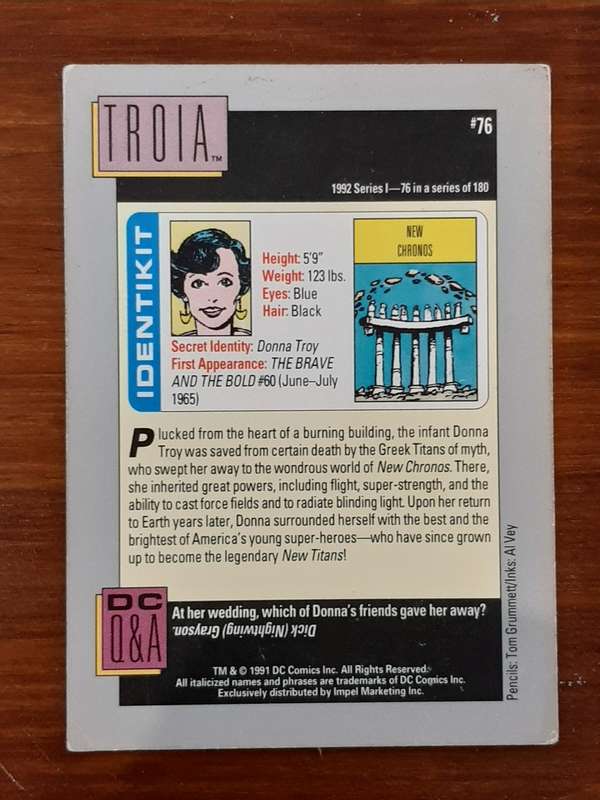 TROIA™
#76
1992 Series I—76 in a series of 180
IDENTIKIT
Height: 5'9"
Weight: 123 lbs.
Eyes: Blue
Hair: Black
Secret Identity: Donna Troy
First Appearance: THE BRAVE
AND THE BOLD #60 (June–July
1965)
NEW
CHRONOS
Plucked from the heart of a burning building, the infant Donna
Troy was saved from certain death by the Greek Titans of myth,
who swept her away to the wondrous world of New Chronos. There,
she inherited great powers, including flight, super-strength, and the
ability to cast force fields and to radiate blinding light. Upon her return
to Earth years later, Donna surrounded herself with the best and the
brightest of America's young super-heroes—who have since grown
up to become the legendary New Titans!
DC
Q&A
At her wedding, which of Donna's friends gave her away?
Dick (Nightwing) Grayson.
TM & © 1991 DC Comics Inc. All Rights Reserved.
All italicized names and phrases are trademarks of DC Comics Inc.
Exclusively distributed by Impel Marketing Inc.
Pencils: Tom Grummett/Inks: Al Vey